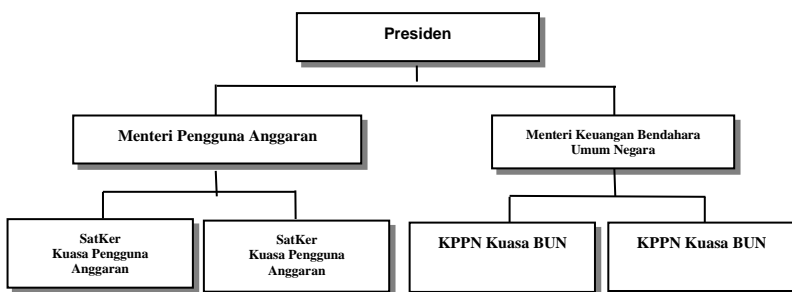 Presiden
Menteri Pengguna Anggaran
Menteri Keuangan Bendahara
Umum Negara
SatKer
Kuasa Pengguna
Anggaran
SatKer
Kuasa Pengguna
Anggaran
KPPN Kuasa BUN
KPPN Kuasa BUN